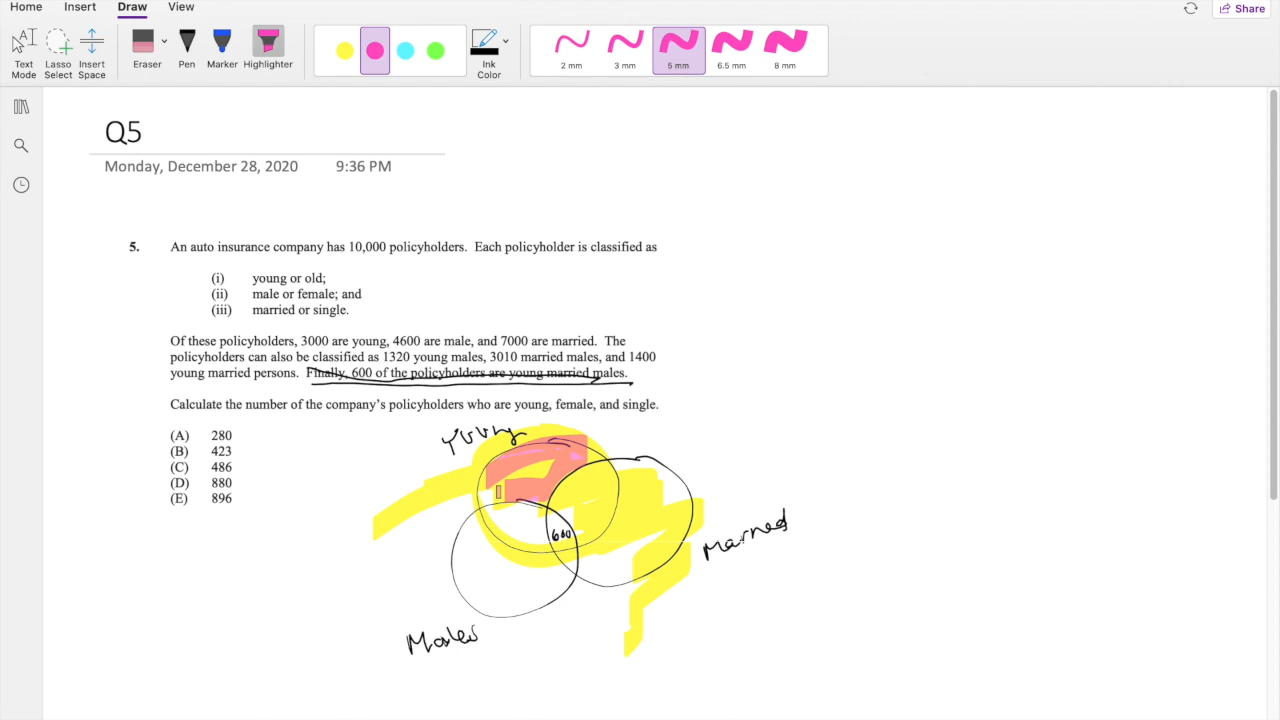 Home Insert Draw View
Share
Text Mode
Lasso Select
Insert Space
Eraser
Pen
Marker
Highlighter
Ink Color
2 mm
3 mm
5 mm
6.5 mm
8 mm
Q5
Monday, December 28, 2020 9:36 PM
5. An auto insurance company has 10,000 policyholders. Each policyholder is classified as
(i) young or old;
(ii) male or female; and
(iii) married or single.
Of these policyholders, 3000 are young, 4600 are male, and 7000 are married. The
policyholders can also be classified as 1320 young males, 3010 married males, and 1400
young married persons. Finally, 600 of the policyholders are young married males.
Calculate the number of the company's policyholders who are young, female, and single.
(A) 280
(B) 423
(C) 486
(D) 880
(E) 896
Young
600
Married
Males